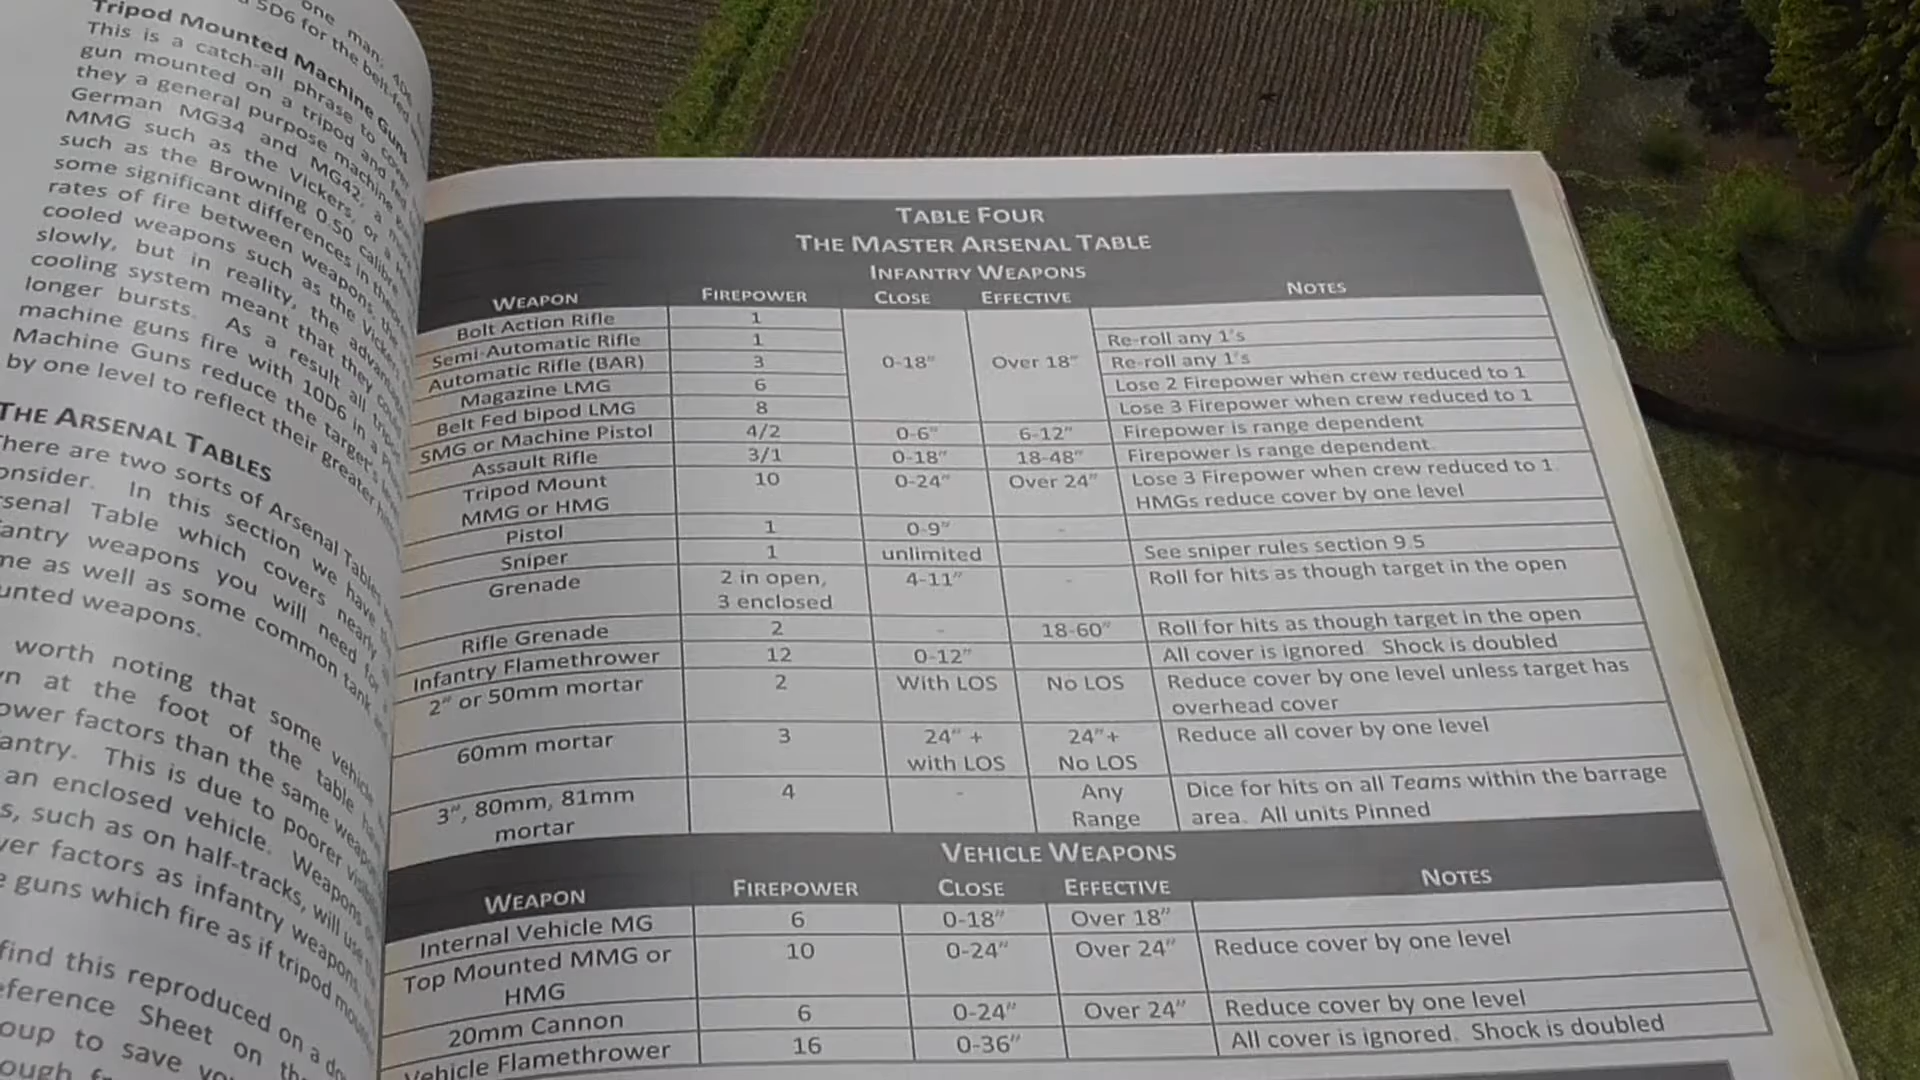 one man. 4D6
5D6 for the belt-fed
Tripod Mounted Machine Guns
This is a catch-all phrase to cover
gun mounted on a tripod and fed
they a general purpose machine
German MG34 and MG42, a
MMG such as the Vickers, or a
such as the Browning 0.50 calibre
some significant differences in
rates of fire between weapons, the
cooled weapons such as the Vickers
slowly, but in reality, the
cooling system meant that they could
longer bursts. As a result all
machine guns fire with 10D6 in a
Machine Guns reduce the target's
by one level to reflect their greater
THE ARSENAL TABLES
There are two sorts of Arsenal Tables
consider. In this section we have
Arsenal Table which covers nearly
weapons you will need for
as well as some common tank
weapons.
worth noting that some vehicle
at the foot of the table have
factors than the same weapons
This is due to poorer
an enclosed vehicle. Weapons
such as on half-tracks, will use the
factors as infantry weapons,
guns which fire as if tripod
find this reproduced on a
Sheet on the
to save
TABLE FOUR
THE MASTER ARSENAL TABLE
INFANTRY WEAPONS
WEAPON FIREPOWER CLOSE EFFECTIVE NOTES
Bolt Action Rifle 1
Semi-Automatic Rifle 1 Re-roll any 1's
Automatic Rifle (BAR) 3 0-18" Over 18" Re-roll any 1's
Magazine LMG 6 Lose 2 Firepower when crew reduced to 1
Belt Fed bipod LMG 8 Lose 3 Firepower when crew reduced to 1
SMG or Machine Pistol 4/2 0-6" 6-12" Firepower is range dependent
Assault Rifle 3/1 0-18" 18-48" Firepower is range dependent
Tripod Mount 10 0-24" Over 24" Lose 3 Firepower when crew reduced to 1.
MMG or HMG HMGs reduce cover by one level
Pistol 1 0-9" -
Sniper 1 unlimited See sniper rules section 9.5
Grenade 2 in open, 4-11" - Roll for hits as though target in the open
3 enclosed
Rifle Grenade 2 - 18-60" Roll for hits as though target in the open
Infantry Flamethrower 12 0-12" All cover is ignored. Shock is doubled
2" or 50mm mortar 2 With LOS No LOS Reduce cover by one level unless target has
overhead cover
60mm mortar 3 24" + 24"+ Reduce all cover by one level
with LOS No LOS
3", 80mm, 81mm 4 - Any Dice for hits on all Teams within the barrage
mortar Range area. All units Pinned
VEHICLE WEAPONS
WEAPON FIREPOWER CLOSE EFFECTIVE NOTES
Internal Vehicle MG 6 0-18" Over 18"
Top Mounted MMG or 10 0-24" Over 24" Reduce cover by one level
HMG
20mm Cannon 6 0-24" Over 24" Reduce cover by one level
Vehicle Flamethrower 16 0-36" All cover is ignored. Shock is doubled